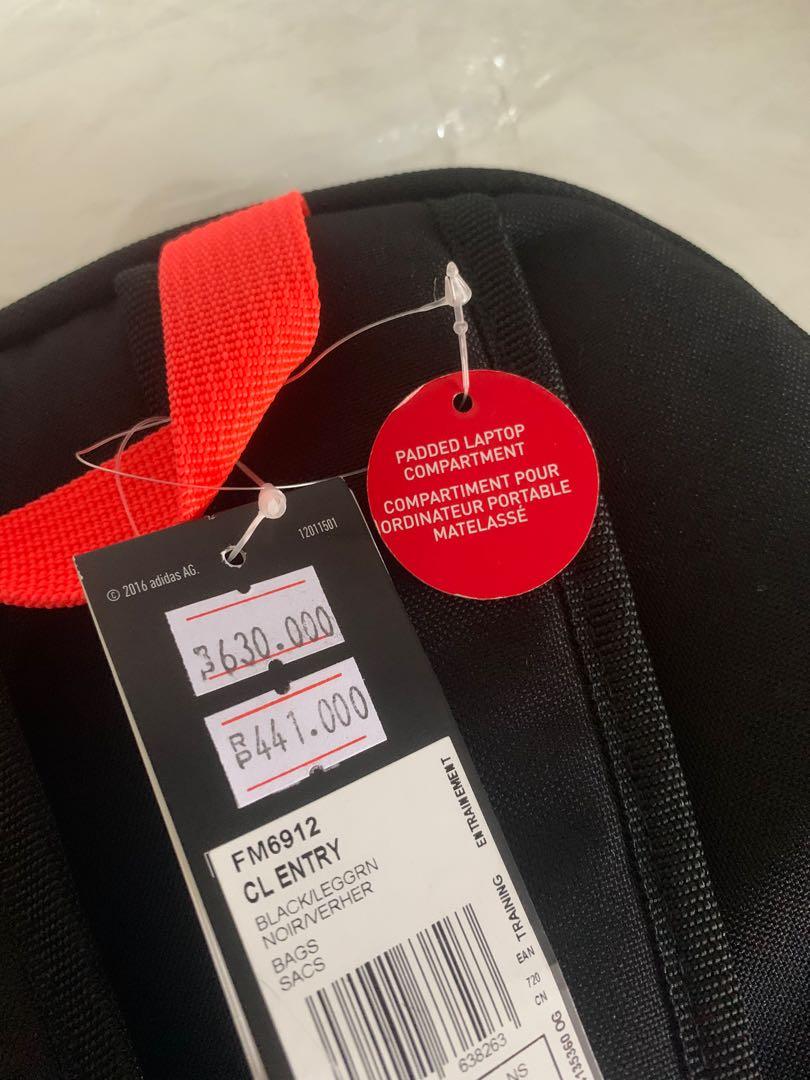 PADDED LAPTOP
COMPARTMENT
COMPARTIMENT POUR
ORDINATEUR PORTABLE
MATELASSÉ
© 2016 adidas AG.
12011501
630.000
RP441.000
FM6912
CL ENTRY
BLACK/LEGGRN
NOIR/VERHER
BAGS
SACS
TRAINING ENTRAINEMENT
EAN
720
CN
638263